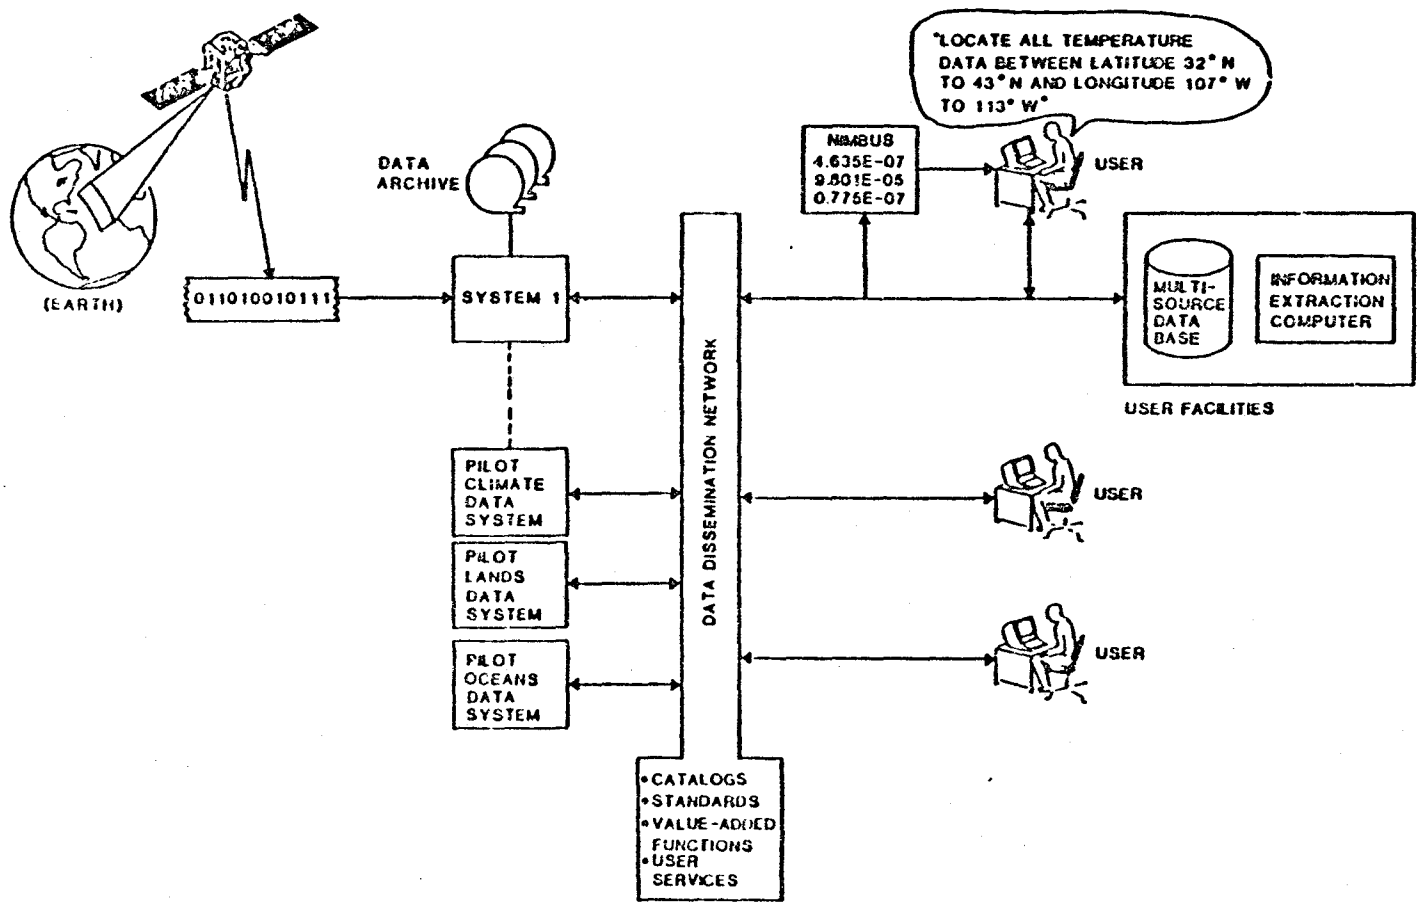 "LOCATE ALL TEMPERATURE
DATA BETWEEN LATITUDE 32° N
TO 43° N AND LONGITUDE 107° W
TO 113° W"
NIMBUS
4.635E-07
9.801E-05
0.775E-07
USER
DATA
ARCHIVE
(EARTH)
011010010111
SYSTEM 1
MULTI-
SOURCE
DATA
BASE
INFORMATION
EXTRACTION
COMPUTER
USER FACILITIES
DATA DISSEMINATION NETWORK
PILOT
CLIMATE
DATA
SYSTEM
USER
PILOT
LANDS
DATA
SYSTEM
PILOT
OCEANS
DATA
SYSTEM
USER
•CATALOGS
•STANDARDS
•VALUE-ADDED
FUNCTIONS
•USER
SERVICES